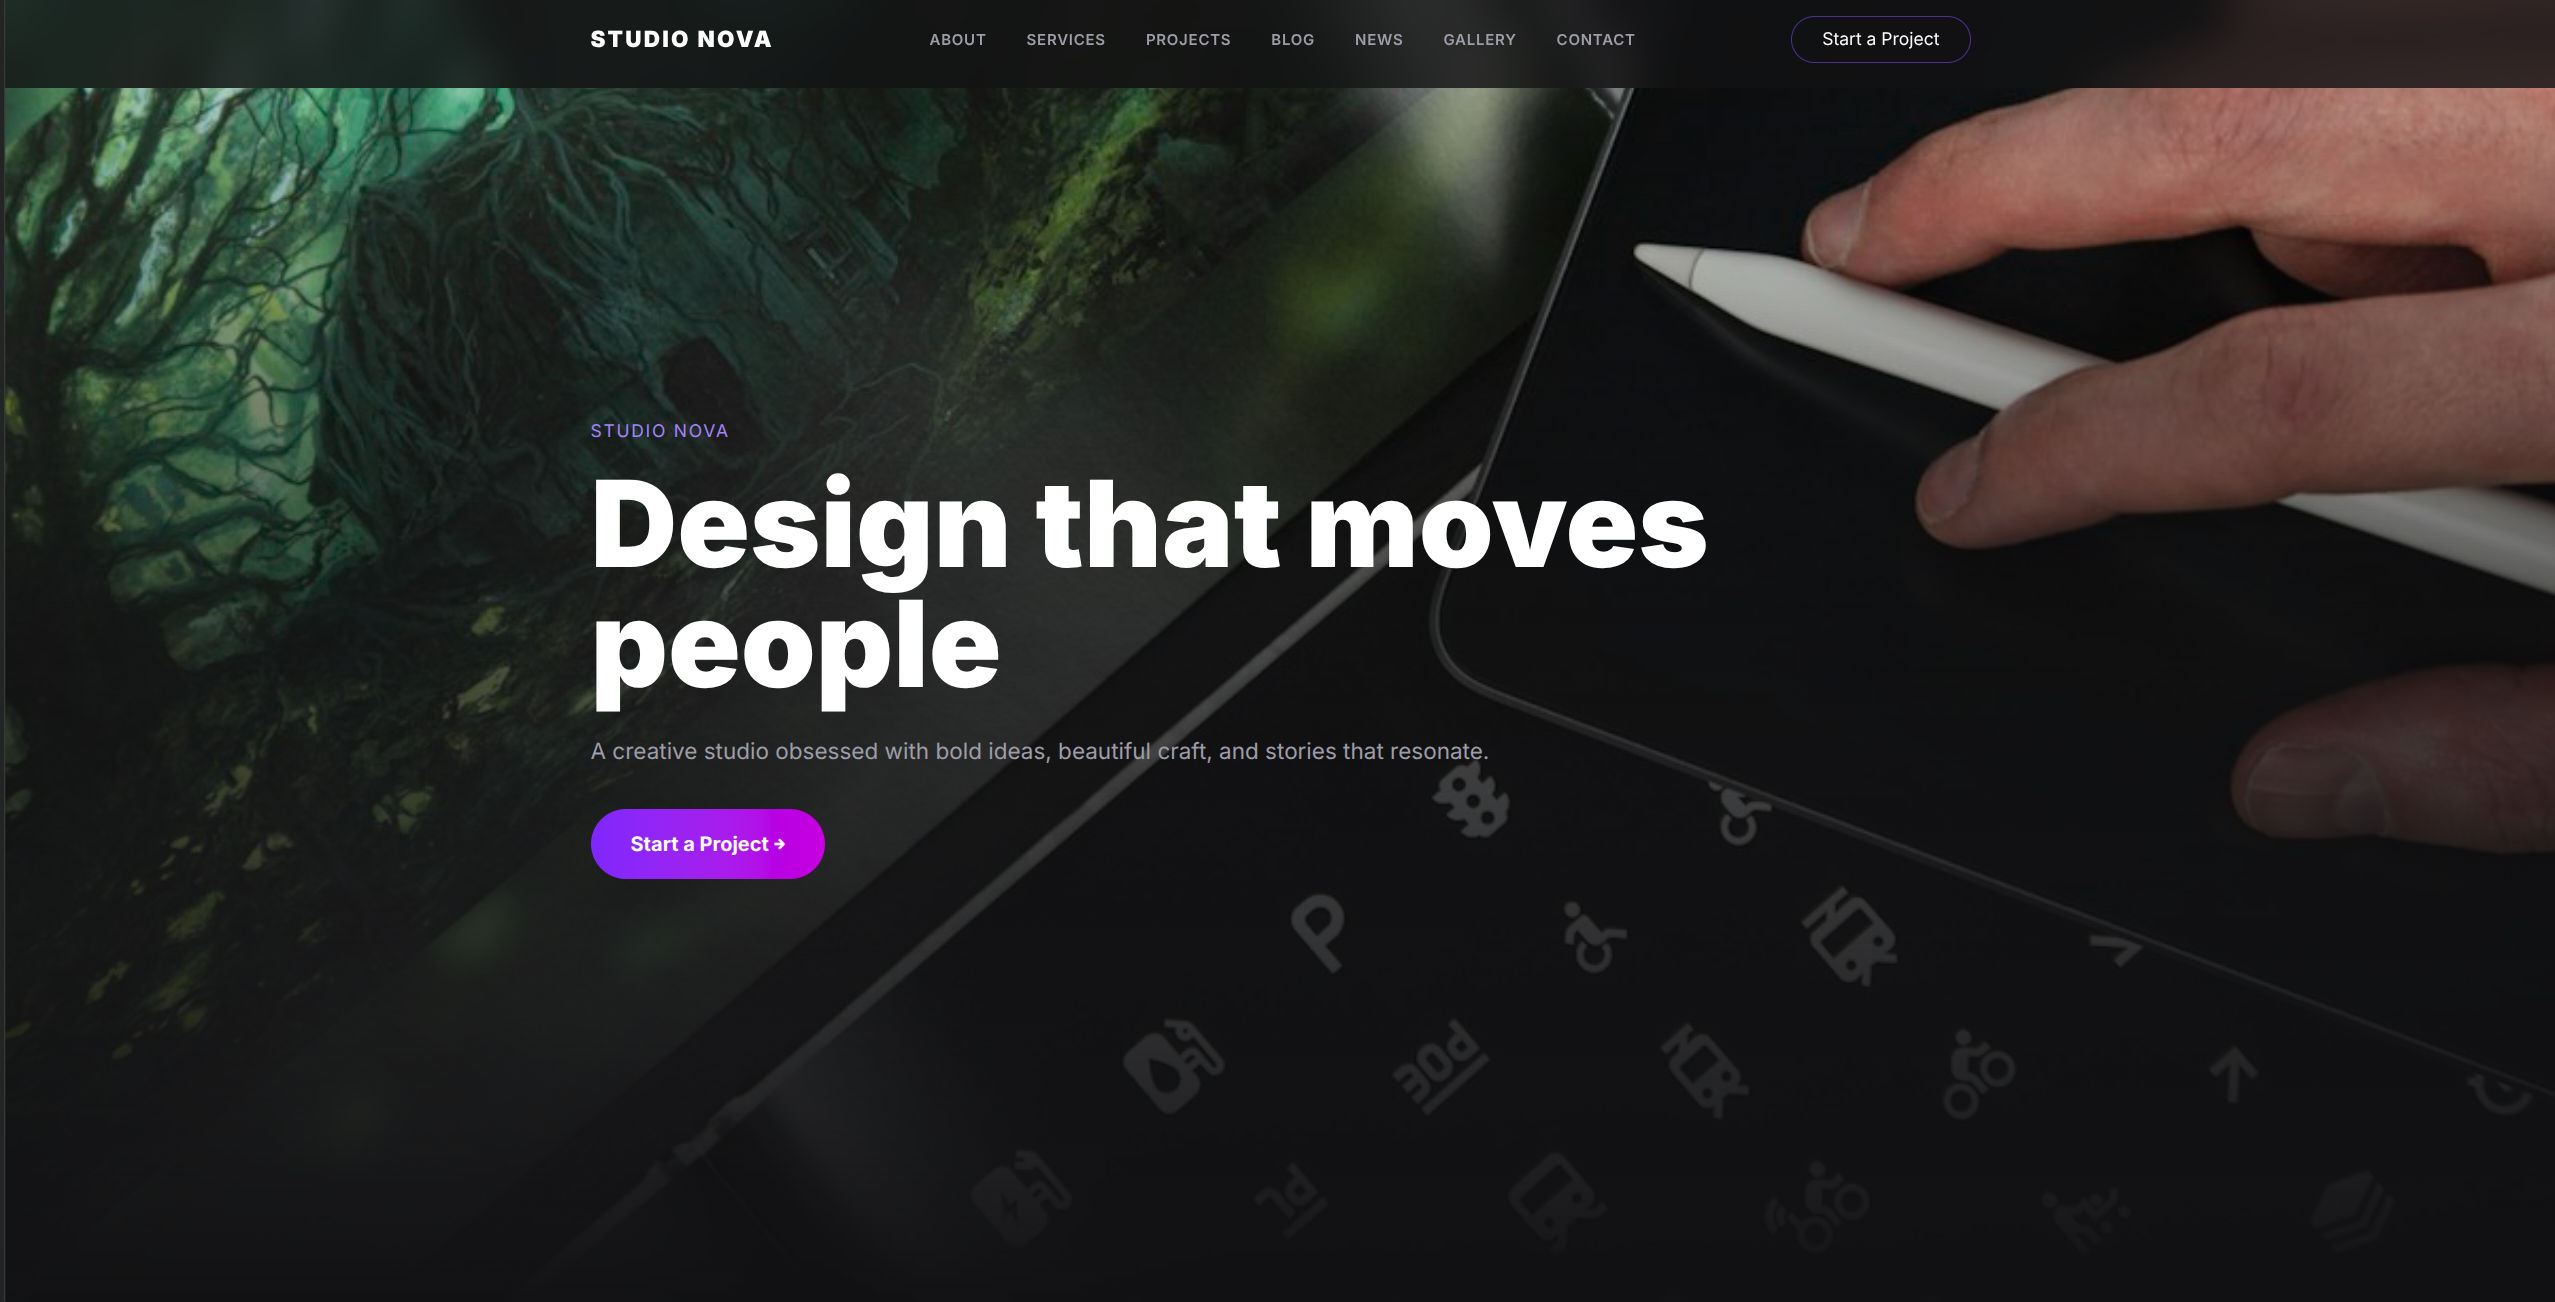 STUDIO NOVA
ABOUT SERVICES PROJECTS BLOG NEWS GALLERY CONTACT
Start a Project
STUDIO NOVA
Design that moves
people
A creative studio obsessed with bold ideas, beautiful craft, and stories that resonate.
Start a Project →
P
30d